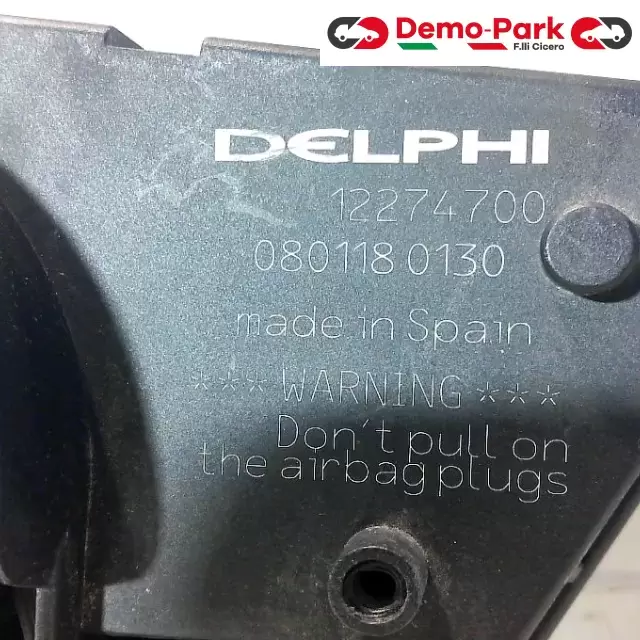 Demo-Park
F.lli Cicero
DELPHI
12274700
080118 0130
made in Spain
*** WARNING ***
Don't pull on
the airbag plugs